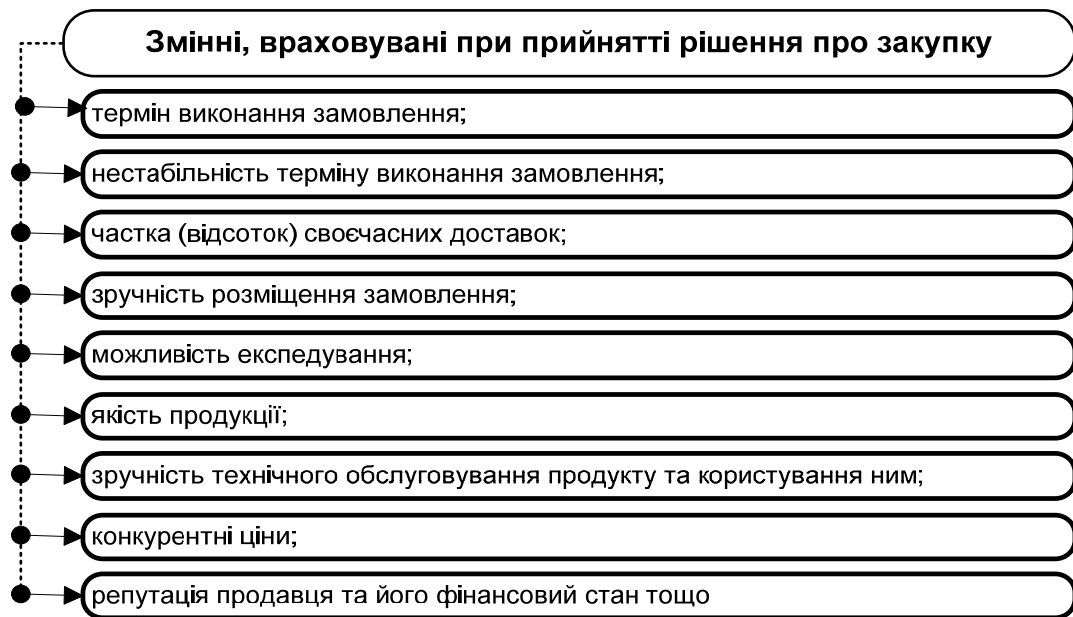 Змінні, враховувані при прийнятті рішення про закупку
термін виконання замовлення;
нестабільність терміну виконання замовлення;
частка (відсоток) своєчасних доставок;
зручність розміщення замовлення;
можливість експедування;
якість продукції;
зручність технічного обслуговування продукту та користування ним;
конкурентні ціни;
репутація продавця та його фінансовий стан тощо